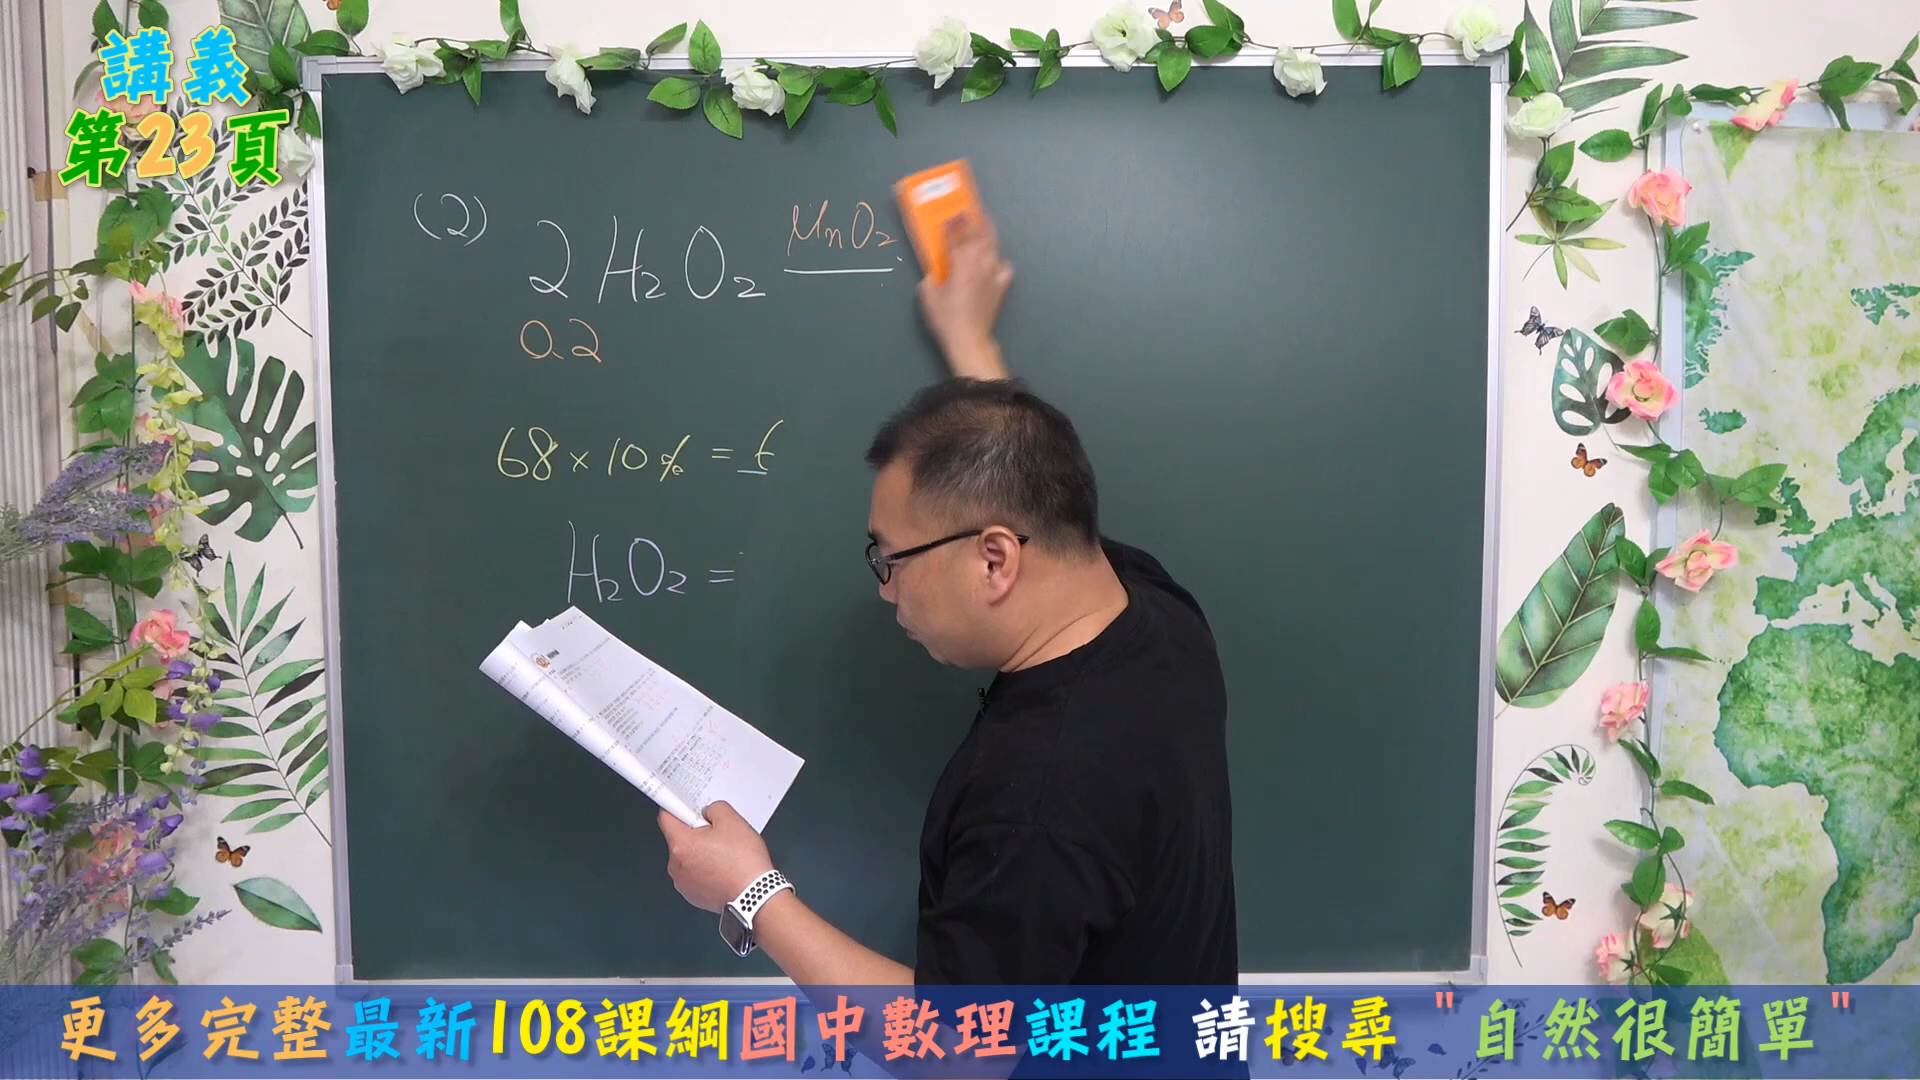 講義
第23頁
(2) 2H₂O₂ MnO₂
0.2
68×10% =
H₂O₂ =
更多完整最新108課綱國中數理課程 請搜尋 "自然很簡單"